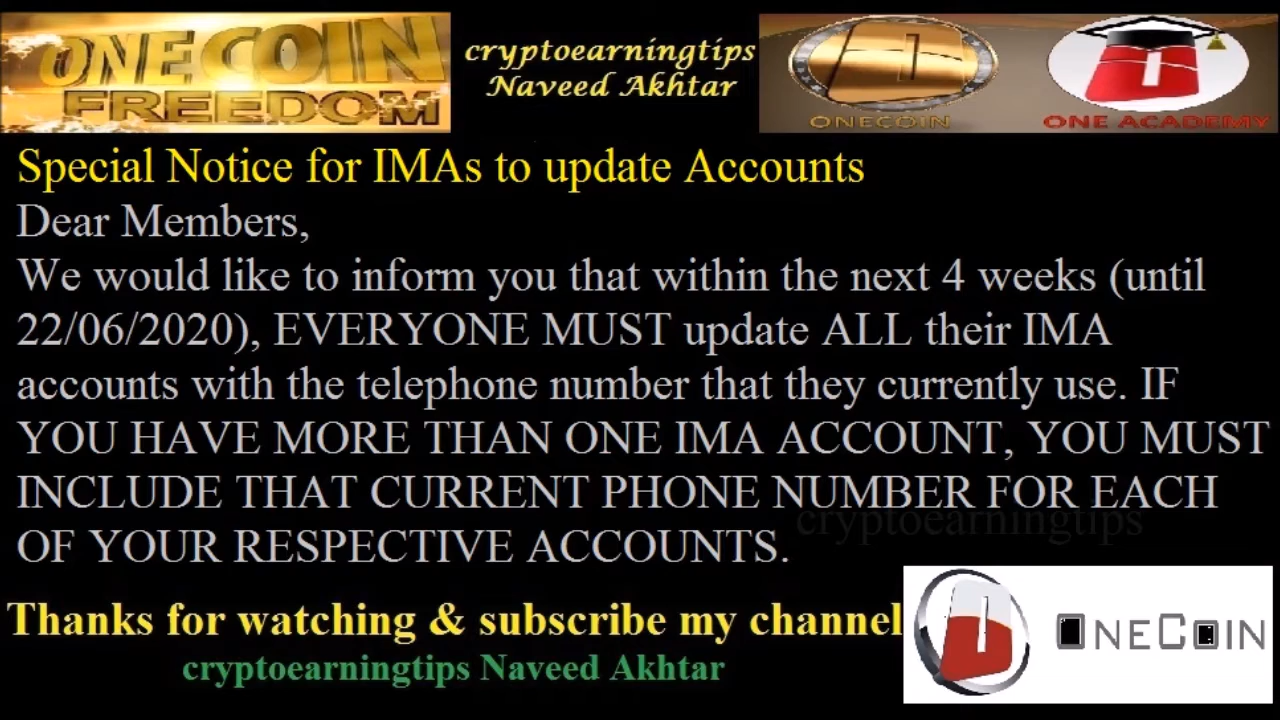 ONE COIN
FREEDOM
cryptoearningtips
Naveed Akhtar
ONECOIN
ONE ACADEMY
Special Notice for IMAs to update Accounts
Dear Members,
We would like to inform you that within the next 4 weeks (until
22/06/2020), EVERYONE MUST update ALL their IMA
accounts with the telephone number that they currently use. IF
YOU HAVE MORE THAN ONE IMA ACCOUNT, YOU MUST
INCLUDE THAT CURRENT PHONE NUMBER FOR EACH
OF YOUR RESPECTIVE ACCOUNTS.
cryptoearningtips
Thanks for watching & subscribe my channel
cryptoearningtips Naveed Akhtar
ONECOIN